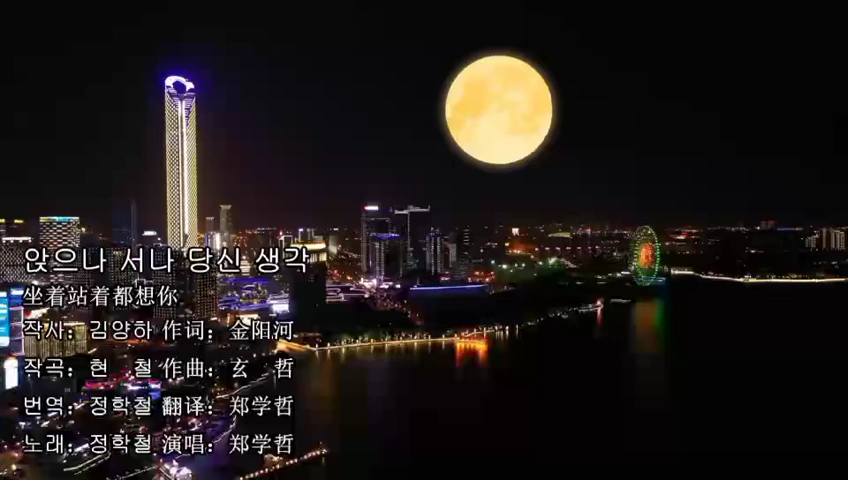 앉으나 서나 당신 생각
坐着站着都想你
작사: 김양하 作词: 金阳河
작곡: 현 철 作曲: 玄 哲
번역: 정학철 翻译: 郑学哲
노래: 정학철 演唱: 郑学哲